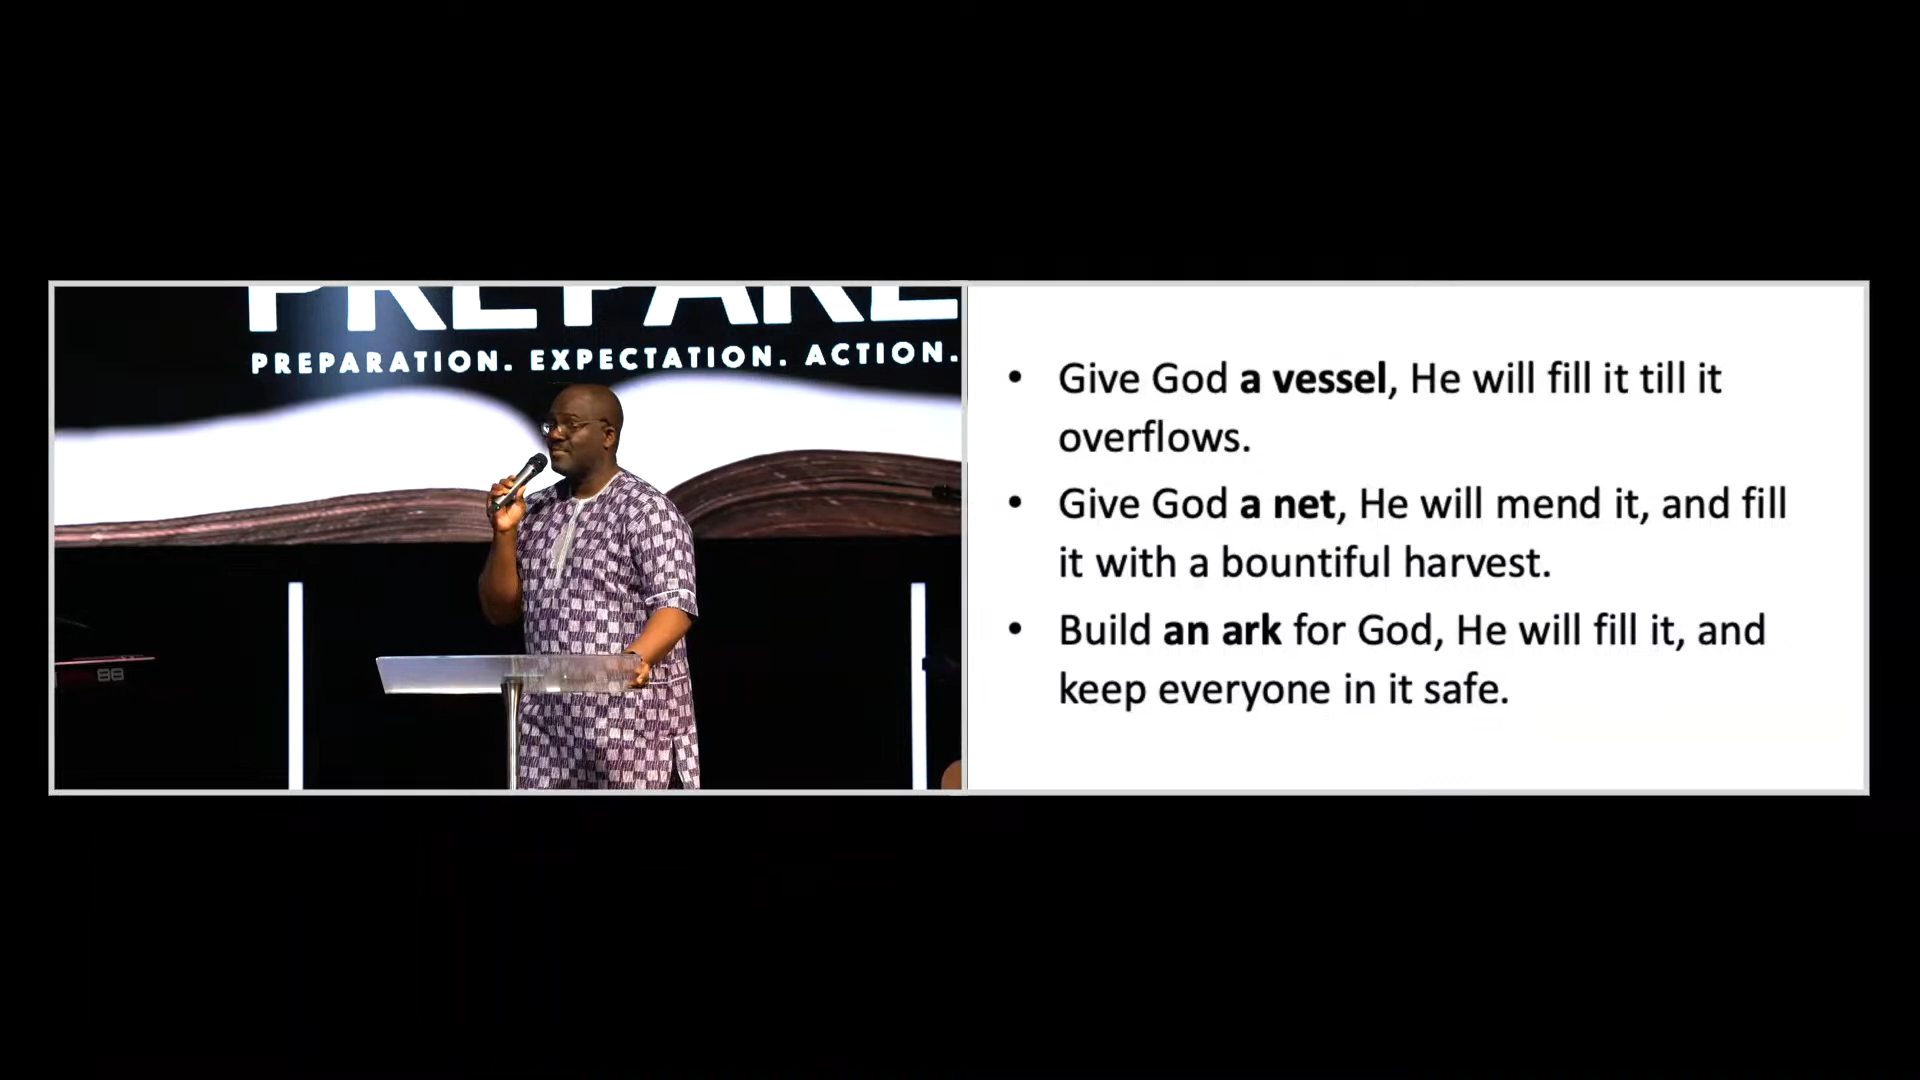 PREPARE
PREPARATION. EXPECTATION. ACTION.
88
• Give God a vessel, He will fill it till it
overflows.
• Give God a net, He will mend it, and fill
it with a bountiful harvest.
• Build an ark for God, He will fill it, and
keep everyone in it safe.